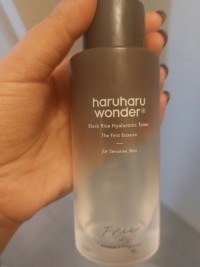 haruharu
wonder®
Black Rice Hyaluronic Toner
The First Essence
for Sensitive Skin